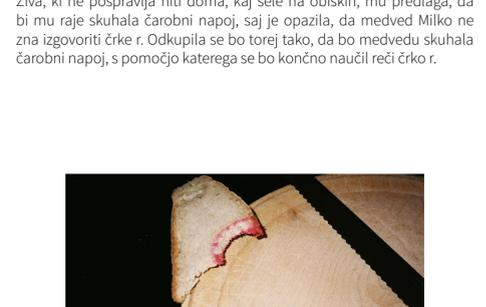 Živa, ki ne pospravlja niti doma, kaj šele na obiskih, mu predlaga, da
bi mu raje skuhala čarobni napoj, saj je opazila, da medved Milko ne
zna izgovoriti črke r. Odkupila se bo torej tako, da bo medvedu skuhala
čarobni napoj, s pomočjo katerega se bo končno naučil reči črko r.